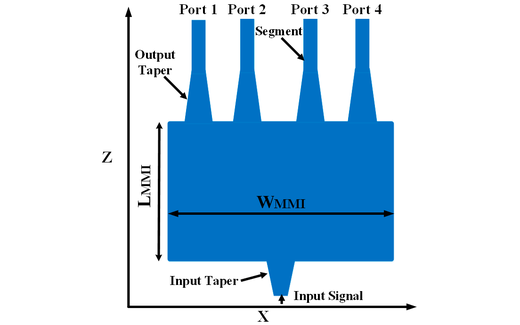 Port 1 Port 2 Port 3 Port 4
Segment
Output
Taper
Z
LMMI
WMMI
Input Taper
Input Signal
X